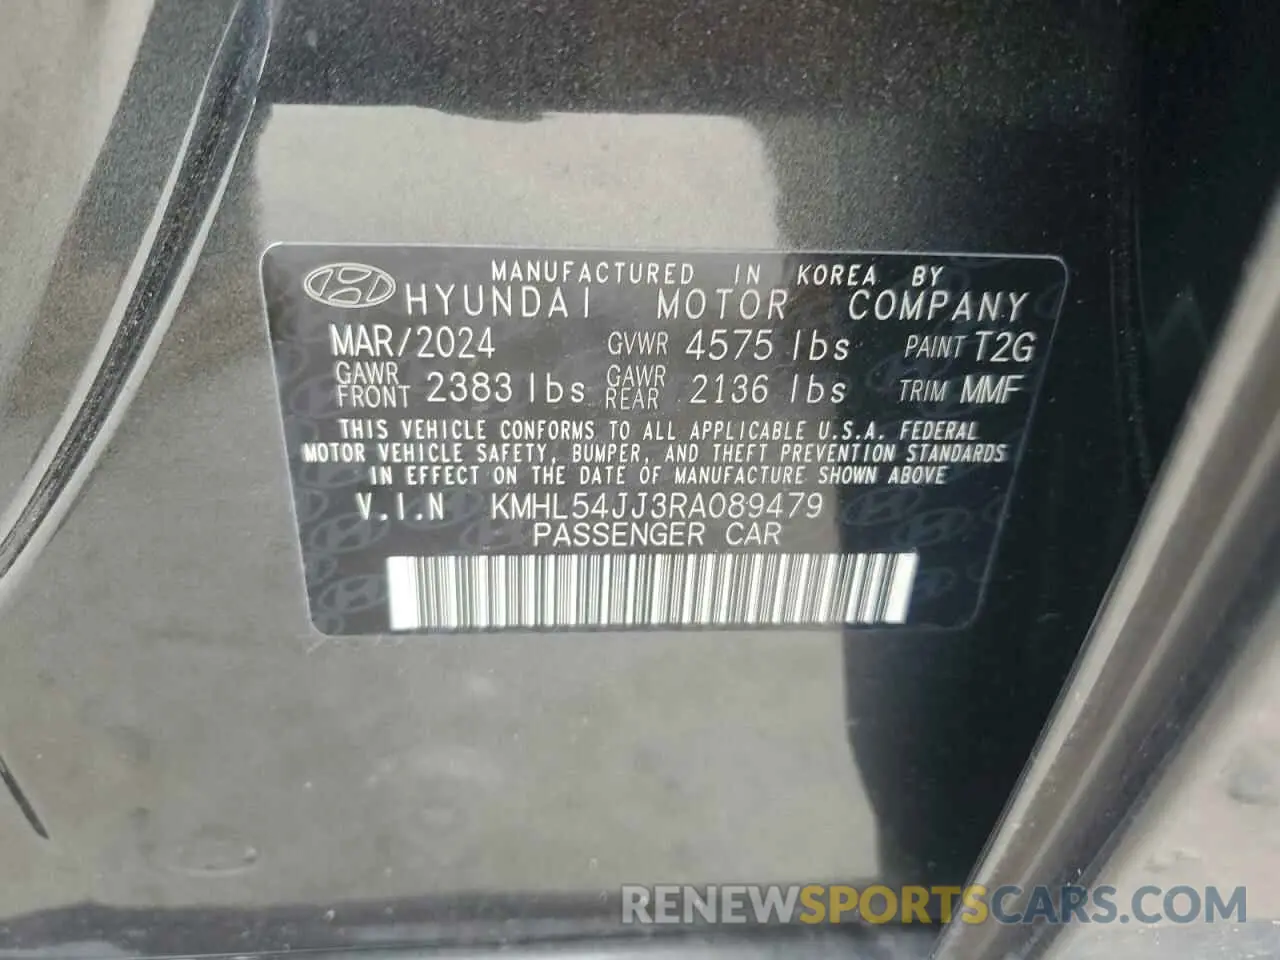 MANUFACTURED IN KOREA BY
HYUNDAI MOTOR COMPANY
MAR/2024 GVWR 4575 lbs PAINT T2G
GAWR FRONT 2383 lbs GAWR REAR 2136 lbs TRIM MMF
THIS VEHICLE CONFORMS TO ALL APPLICABLE U.S.A. FEDERAL
MOTOR VEHICLE SAFETY, BUMPER, AND THEFT PREVENTION STANDARDS
IN EFFECT ON THE DATE OF MANUFACTURE SHOWN ABOVE
V.I.N KMHL54JJ3RA089479
PASSENGER CAR
RENEWSPORTSCARS.COM